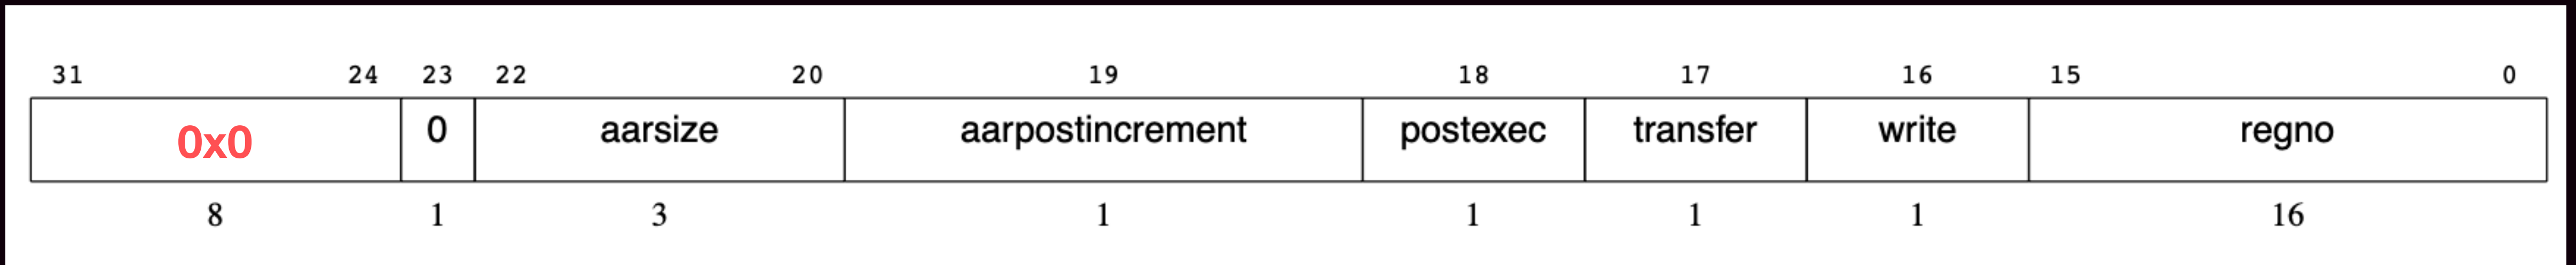 31 24 23 22 20 19 18 17 16 15 0
0x0 0 aarsize aarpostincrement postexec transfer write regno
8 1 3 1 1 1 1 16